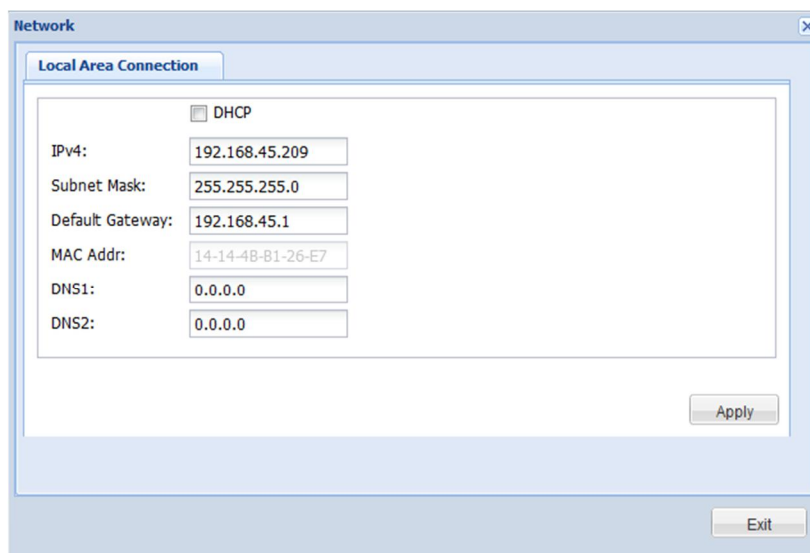 Network
Local Area Connection
DHCP
IPv4: 192.168.45.209
Subnet Mask: 255.255.255.0
Default Gateway: 192.168.45.1
MAC Addr: 14-14-4B-B1-26-E7
DNS1: 0.0.0.0
DNS2: 0.0.0.0
Apply
Exit